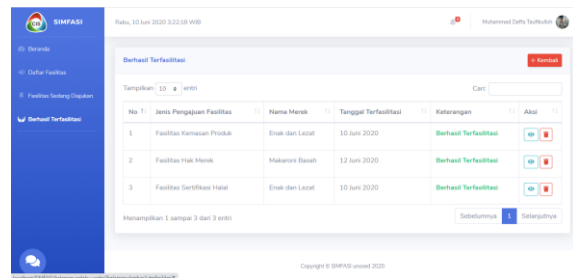 SIMFASI
Rabu, 10 Juni 2020 3:22:59 WIB
Mohammad Daffa Taufikullah
Beranda
Daftar Fasilitas
Fasilitas Sedang Diajukan
Berhasil Terfasilitasi
Berhasil Terfasilitasi
+ Kembali
Tampilkan 10 entri
Cari:
No Jenis Pengajuan Fasilitas Nama Merek Tanggal Terfasilitasi Keterangan Aksi
1 Fasilitas Kemasan Produk Enak dan Lezat 10 Juni 2020 Berhasil Terfasilitasi
2 Fasilitas Hak Merek Makaroni Basah 12 Juni 2020 Berhasil Terfasilitasi
3 Fasilitas Sertifikasi Halal Enak dan Lezat 10 Juni 2020 Berhasil Terfasilitasi
Menampilkan 1 sampai 3 dari 3 entri
Sebelumnya 1 Selanjutnya
Copyright © SIMFASI unsoed 2020